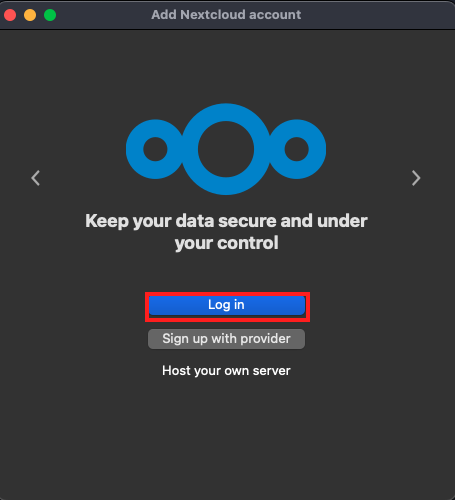 Add Nextcloud account
Keep your data secure and under
your control
Log in
Sign up with provider
Host your own server